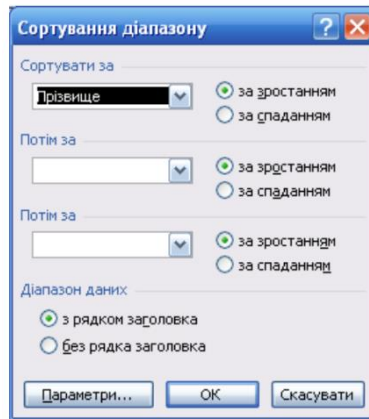 Сортування діапазону
Сортувати за
Прізвище
за зростанням
за спаданням
Потім за
за зростанням
за спаданням
Потім за
за зростанням
за спаданням
Діапазон даних
з рядком заголовка
без рядка заголовка
Параметри... ОК Скасувати